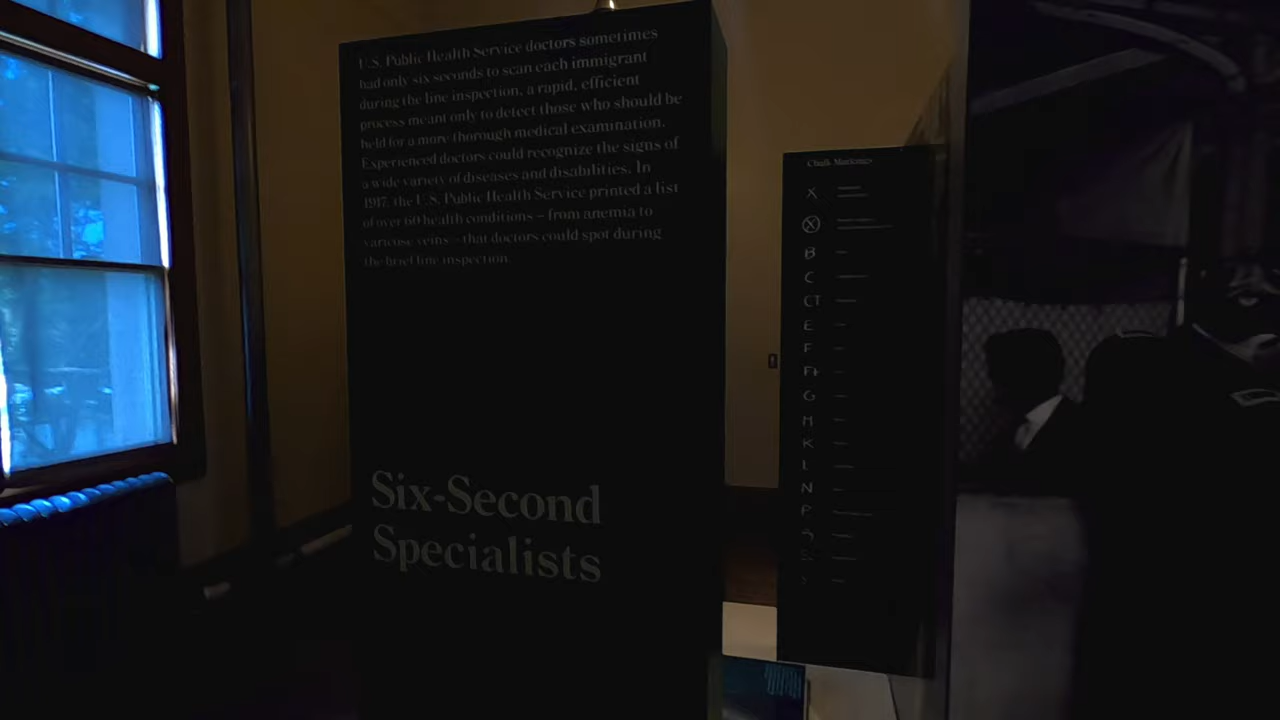 U.S. Public Health Service doctors sometimes
had only six seconds to scan each immigrant
during the line inspection, a rapid, efficient
process meant only to detect those who should be
held for a more thorough medical examination.
Experienced doctors could recognize the signs of
a wide variety of diseases and disabilities. In
1917, the U.S. Public Health Service printed a list
of over 60 health conditions – from anemia to
varicose veins – that doctors could spot during
the brief line inspection.
Six-Second
Specialists
Chalk Markings
X
Ⓧ
B
C
CT
E
F
Ft
G
H
K
L
N
P